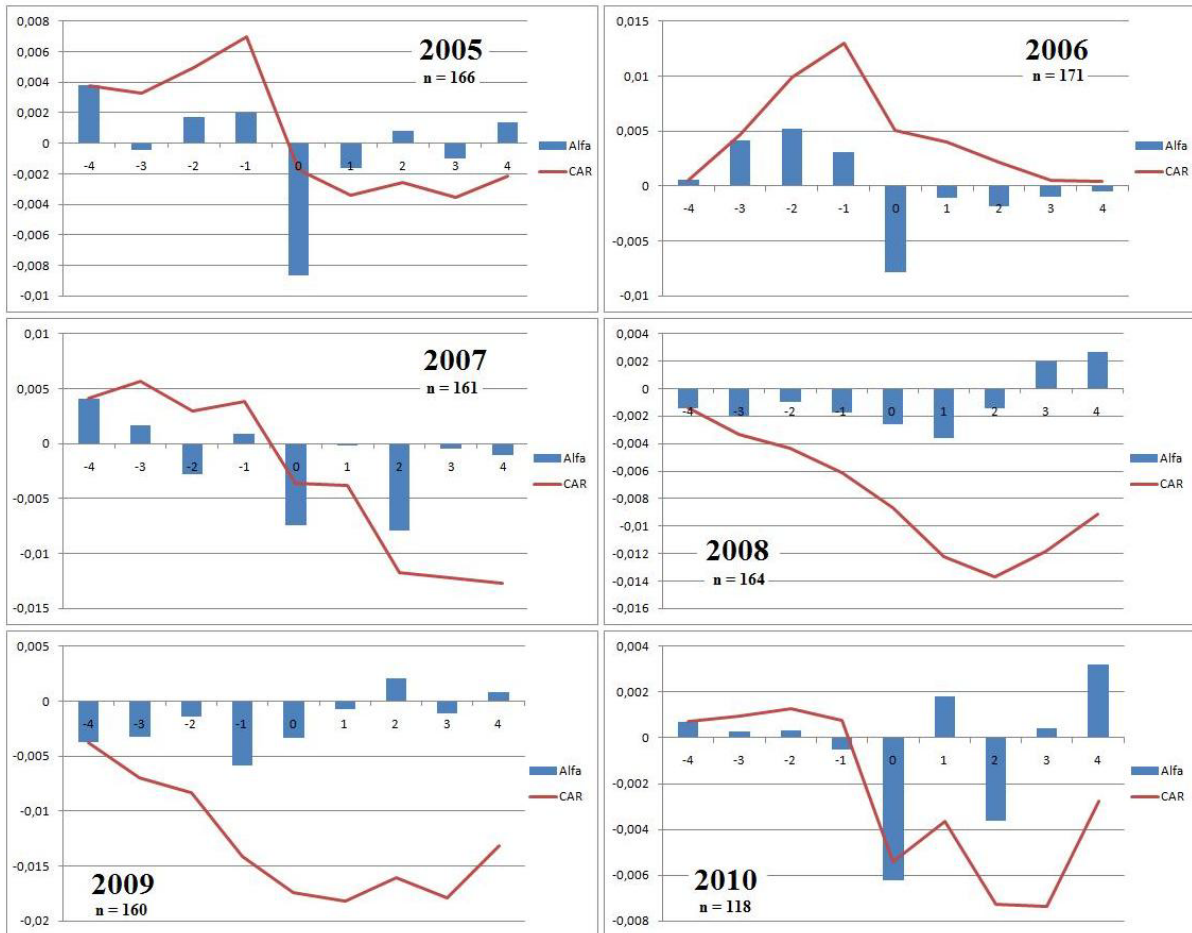 0,008
0,006
0,004
0,002
0
-0,002
-0,004
-0,006
-0,008
-0,01
2005
n = 166
-4 -3 -2 -1 0 1 2 3 4
Alfa
CAR
0,015
0,01
0,005
0
-0,005
-0,01
2006
n = 171
-4 -3 -2 -1 0 1 2 3 4
Alfa
CAR
0,01
0,005
0
-0,005
-0,01
-0,015
2007
n = 161
-4 -3 -2 -1 0 1 2 3 4
Alfa
CAR
0,004
0,002
0
-0,002
-0,004
-0,006
-0,008
-0,01
-0,012
-0,014
-0,016
-4 -3 -2 -1 0 1 2 3 4
Alfa
CAR
2008
n = 164
0,005
0
-0,005
-0,01
-0,015
-0,02
-4 -3 -2 -1 0 1 2 3 4
Alfa
CAR
2009
n = 160
0,004
0,002
0
-0,002
-0,004
-0,006
-0,008
-4 -3 -2 -1 0 1 2 3 4
Alfa
CAR
2010
n = 118